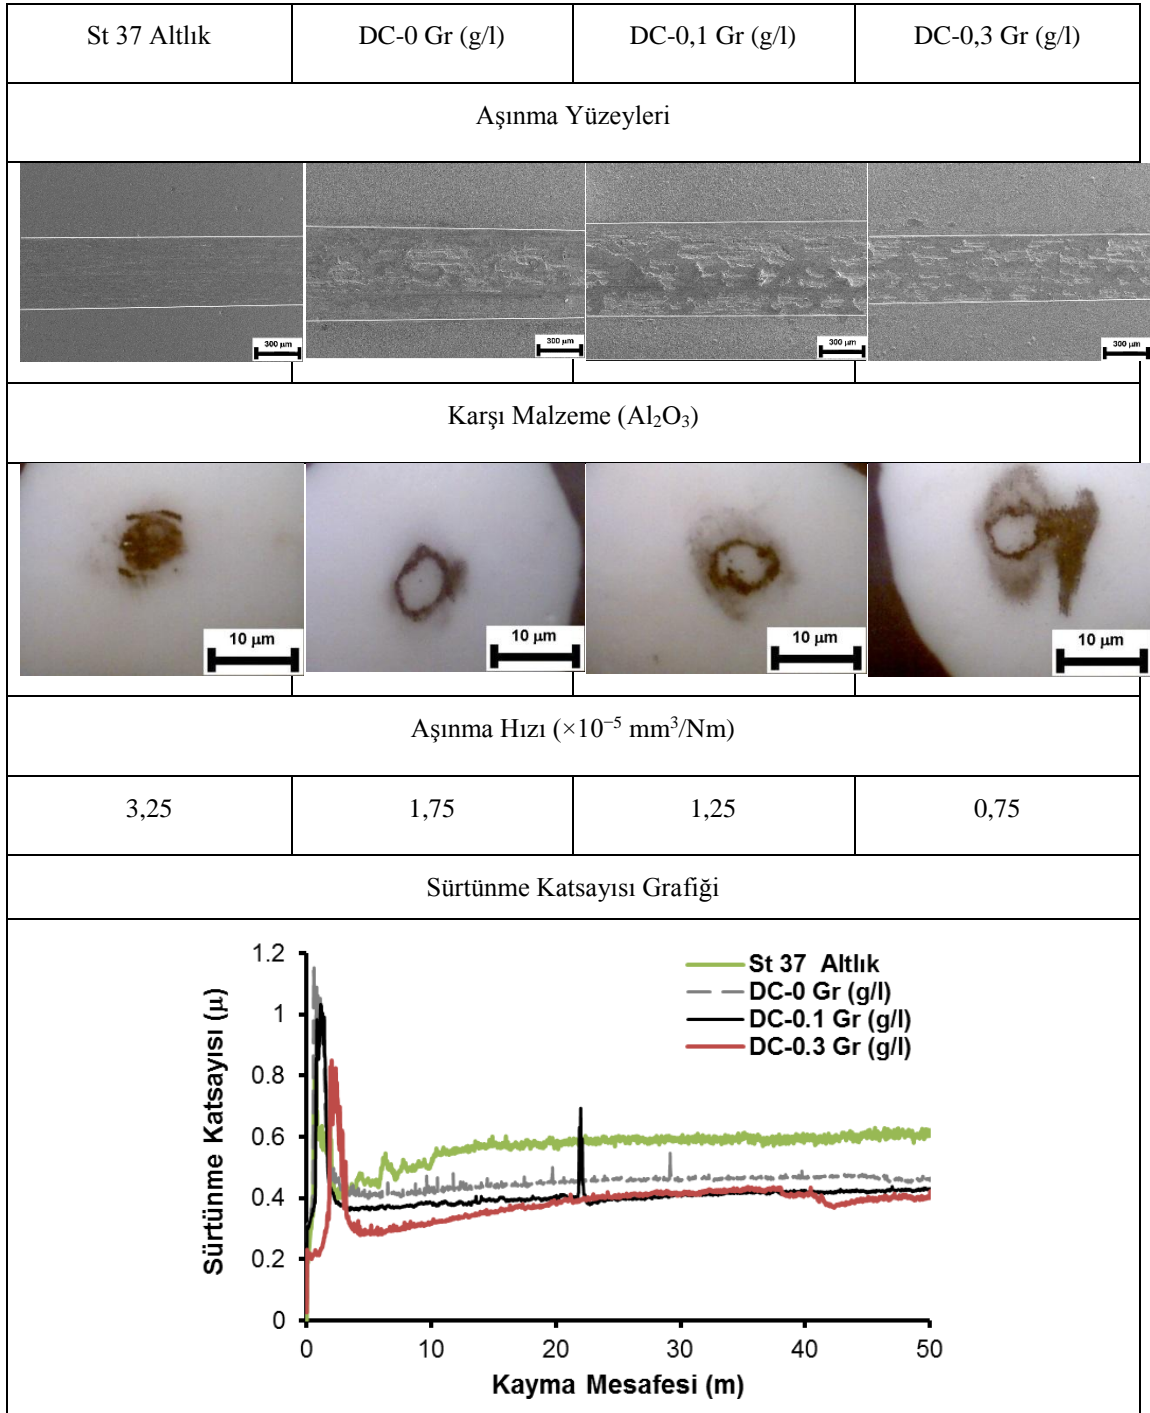 St 37 Altlık
DC-0 Gr (g/l)
DC-0,1 Gr (g/l)
DC-0,3 Gr (g/l)
Aşınma Yüzeyleri
300 µm
300 µm
300 µm
300 µm
Karşı Malzeme (Al₂O₃)
10 µm
10 µm
10 µm
10 µm
Aşınma Hızı (×10⁻⁵ mm³/Nm)
3,25
1,75
1,25
0,75
Sürtünme Katsayısı Grafiği
Sürtünme Katsayısı (µ)
1.2
1
0.8
0.6
0.4
0.2
0
St 37 Altlık
DC-0 Gr (g/l)
DC-0.1 Gr (g/l)
DC-0.3 Gr (g/l)
0
10
20
30
40
50
Kayma Mesafesi (m)